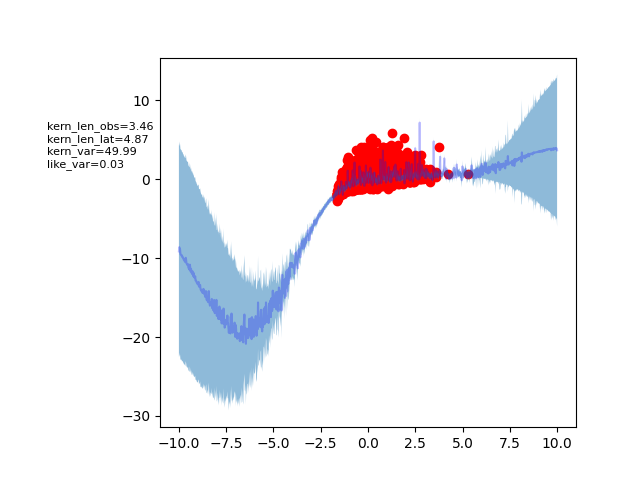 kern_len_obs=3.46
kern_len_lat=4.87
kern_var=49.99
like_var=0.03
10
0
−10
−20
−30
−10.0 −7.5 −5.0 −2.5 0.0 2.5 5.0 7.5 10.0